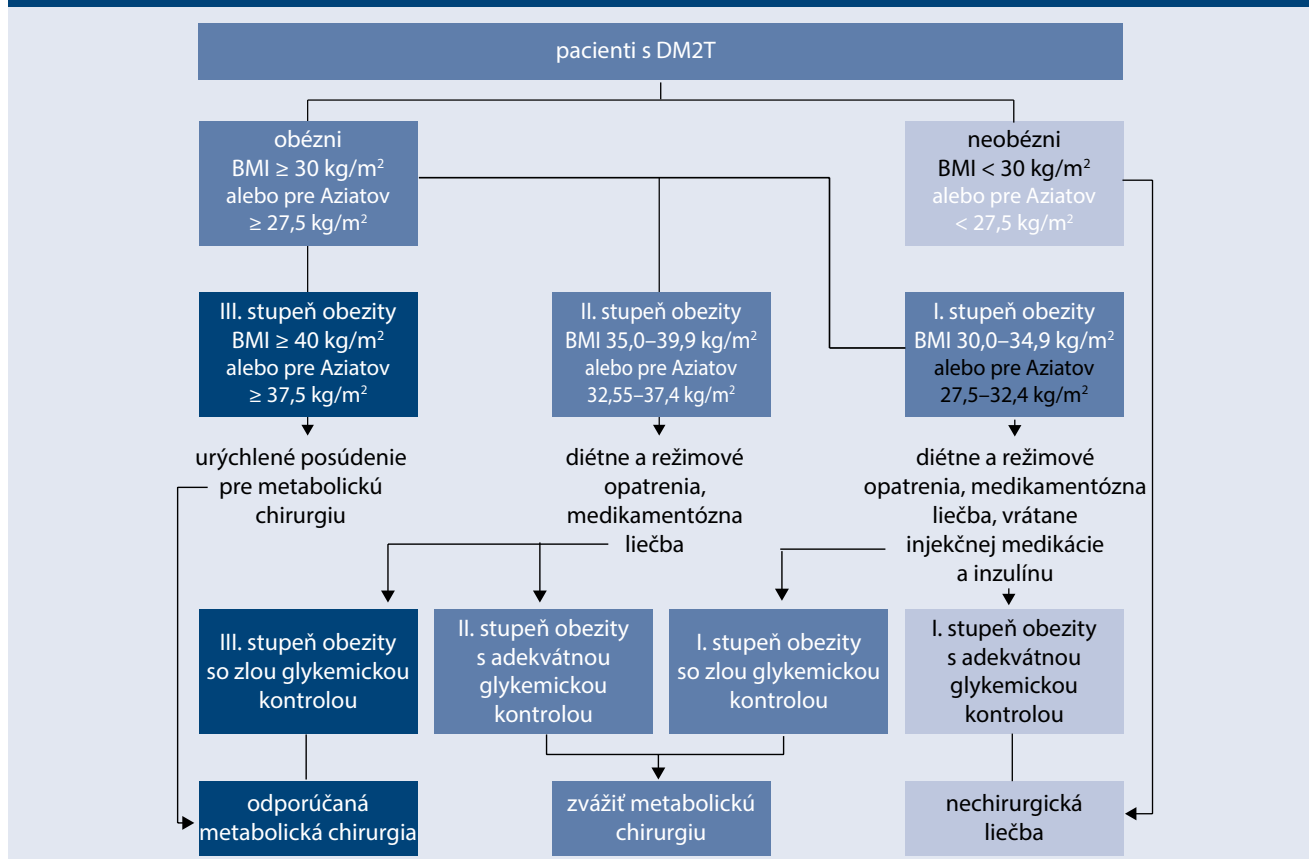 pacienti s DM2T
obézni
BMI ≥ 30 kg/m²
alebo pre Aziatov
≥ 27,5 kg/m²
neobézni
BMI < 30 kg/m²
alebo pre Aziatov
< 27,5 kg/m²
III. stupeň obezity
BMI ≥ 40 kg/m²
alebo pre Aziatov
≥ 37,5 kg/m²
II. stupeň obezity
BMI 35,0–39,9 kg/m²
alebo pre Aziatov
32,55–37,4 kg/m²
I. stupeň obezity
BMI 30,0–34,9 kg/m²
alebo pre Aziatov
27,5–32,4 kg/m²
urýchlené posúdenie
pre metabolickú
chirurgiu
diétne a režimové
opatrenia,
medikamentózna
liečba
diétne a režimové
opatrenia, medikamentózna
liečba, vrátane
injekčnej medikácie
a inzulínu
III. stupeň obezity
so zlou glykemickou
kontrolou
II. stupeň obezity
s adekvátnou
glykemickou
kontrolou
I. stupeň obezity
so zlou glykemickou
kontrolou
I. stupeň obezity
s adekvátnou
glykemickou
kontrolou
odporúčaná
metabolická chirurgia
zvážiť metabolickú
chirurgiu
nechirurgická
liečba